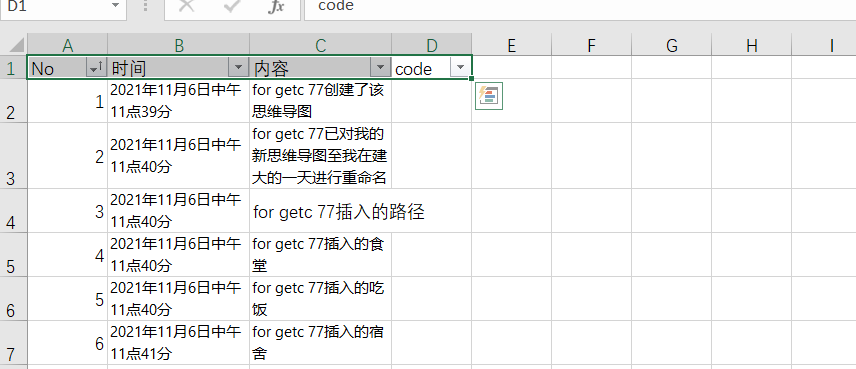 D1 fx code
A B C D E F G H I
1 No 时间 内容 code
2 1 2021年11月6日中午 for getc 77创建了该
11点39分 思维导图
3 2 2021年11月6日中午 for getc 77已对我的
11点40分 新思维导图至我在建
大的一天进行重命名
4 3 2021年11月6日中午 for getc 77插入的路径
11点40分
5 4 2021年11月6日中午 for getc 77插入的食
11点40分 堂
6 5 2021年11月6日中午 for getc 77插入的吃
11点40分 饭
7 6 2021年11月6日中午 for getc 77插入的宿
11点41分 舍